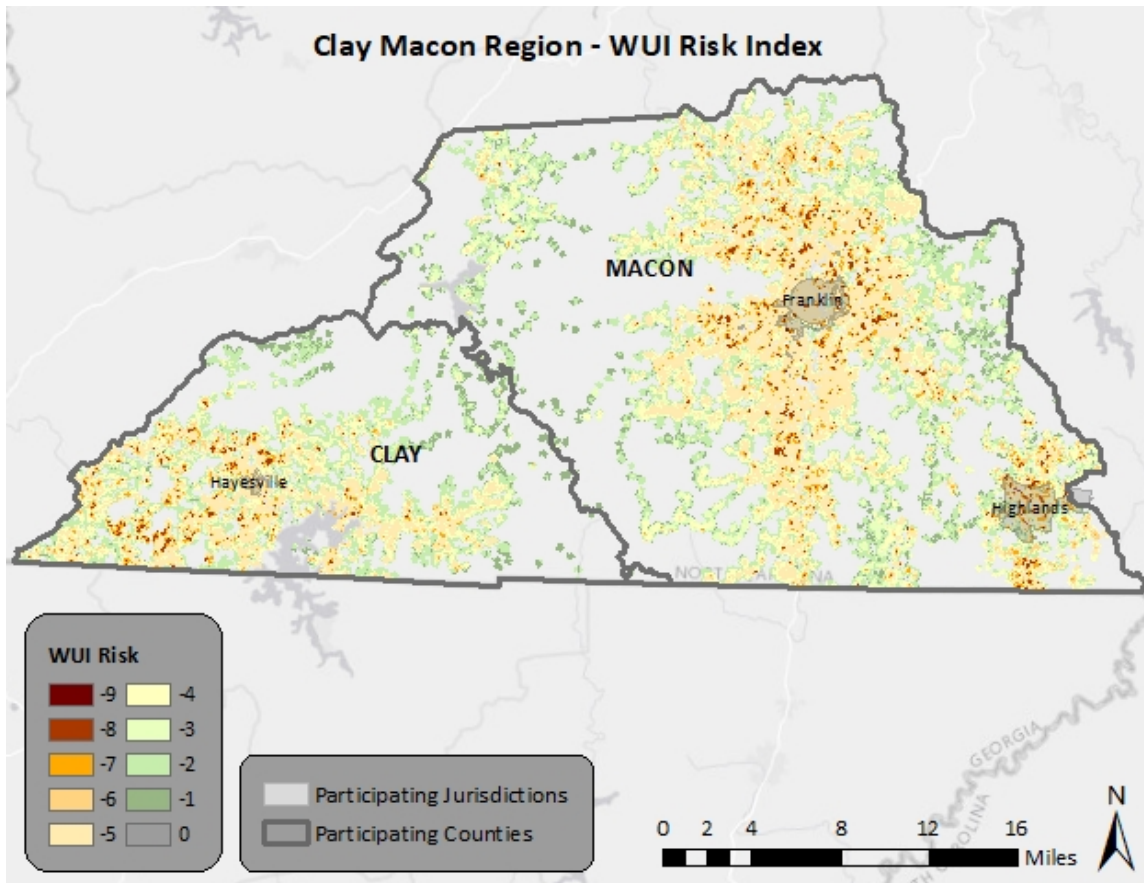 Clay Macon Region - WUI Risk Index
MACON
Franklin
CLAY
Hayesville
Highlands
NORTH CAROLINA
WUI Risk
-9 -4
-8 -3
-7 -2
-6 -1
-5 0
Participating Jurisdictions
Participating Counties
GEORGIA
CAROLINA
N
0 2 4 8 12 16
Miles